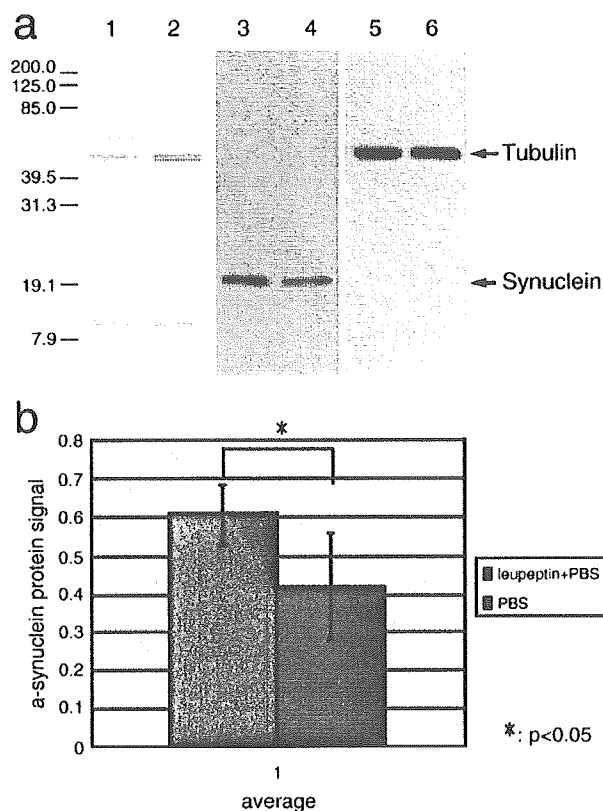 a
1 2 3 4 5 6
200.0
125.0
85.0
39.5
31.3
19.1
7.9
Tubulin
Synuclein
b
*
0.8
0.7
0.6
0.5
0.4
0.3
0.2
0.1
0
a-synuclein protein signal
leupeptin+PBS
PBS
*: p<0.05
1
average